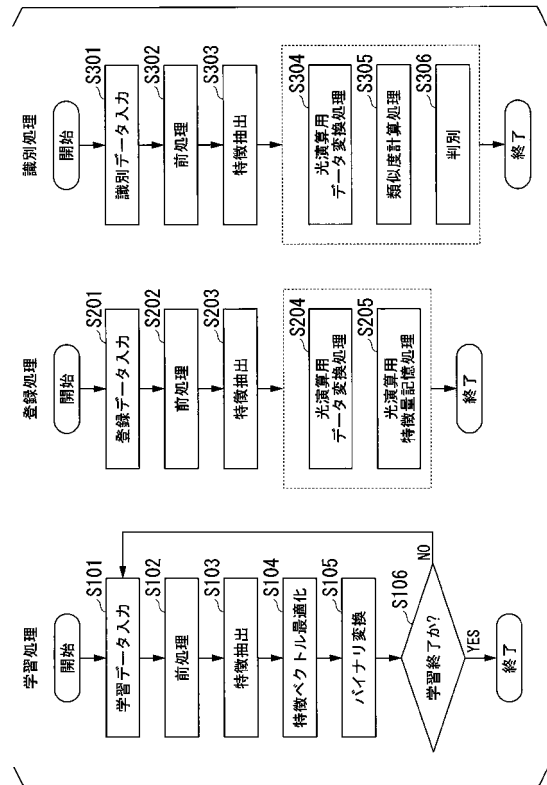 学習処理
開始
S101
学習データ入力
S102
前処理
S103
特徴抽出
S104
特徴ベクトル最適化
S105
バイナリ変換
S106
学習終了か?
NO
YES
終了
登録処理
開始
S201
登録データ入力
S202
前処理
S203
特徴抽出
S204
光演算用
データ変換処理
S205
光演算用
特徴量記憶処理
終了
識別処理
開始
S301
識別データ入力
S302
前処理
S303
特徴抽出
S304
光演算用
データ変換処理
S305
類似度計算処理
S306
判別
終了